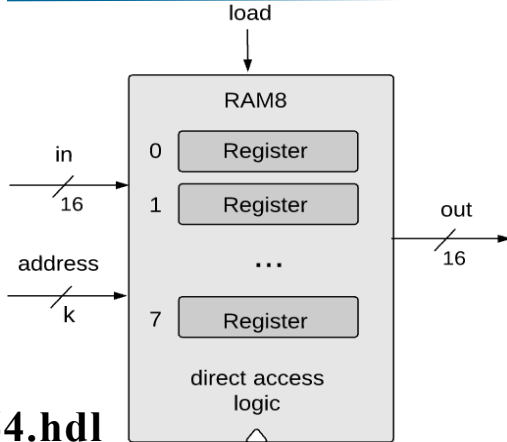 load
RAM8
0 Register
in
16
1 Register
out
16
...
address
k
7 Register
direct access
logic
4.hdl